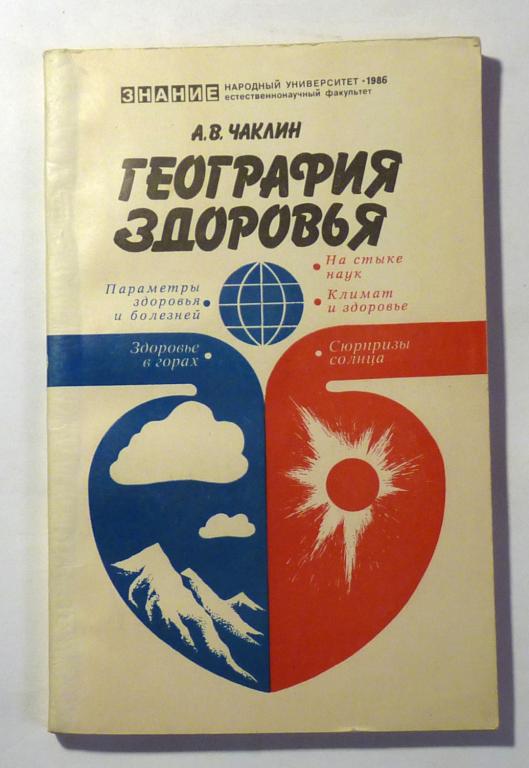 ЗНАНИЕ НАРОДНЫЙ УНИВЕРСИТЕТ • 1986
естественнонаучный факультет
А.В. ЧАКЛИН
ГЕОГРАФИЯ
ЗДОРОВЬЯ
Параметры
здоровья
и болезней
Здоровье
в горах
На стыке
наук
Климат
и здоровье
Сюрпризы
солнца